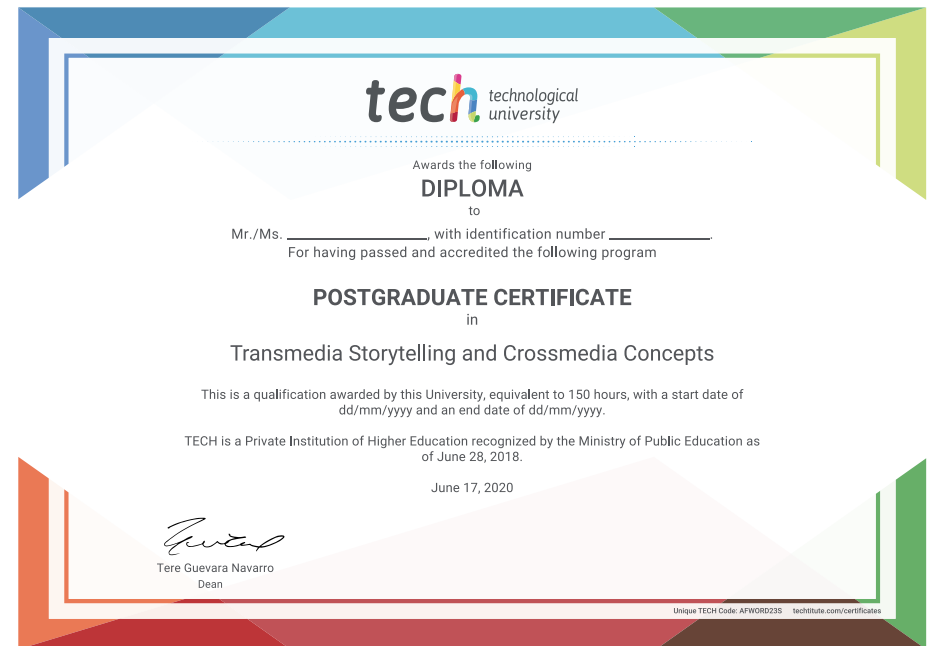 tech technological
university
Awards the following
DIPLOMA
to
Mr./Ms. ____________________, with identification number ______________.
For having passed and accredited the following program
POSTGRADUATE CERTIFICATE
in
Transmedia Storytelling and Crossmedia Concepts
This is a qualification awarded by this University, equivalent to 150 hours, with a start date of
dd/mm/yyyy and an end date of dd/mm/yyyy.
TECH is a Private Institution of Higher Education recognized by the Ministry of Public Education as
of June 28, 2018.
June 17, 2020
Tere Guevara Navarro
Dean
Unique TECH Code: AFWORD23S techtitute.com/certificates